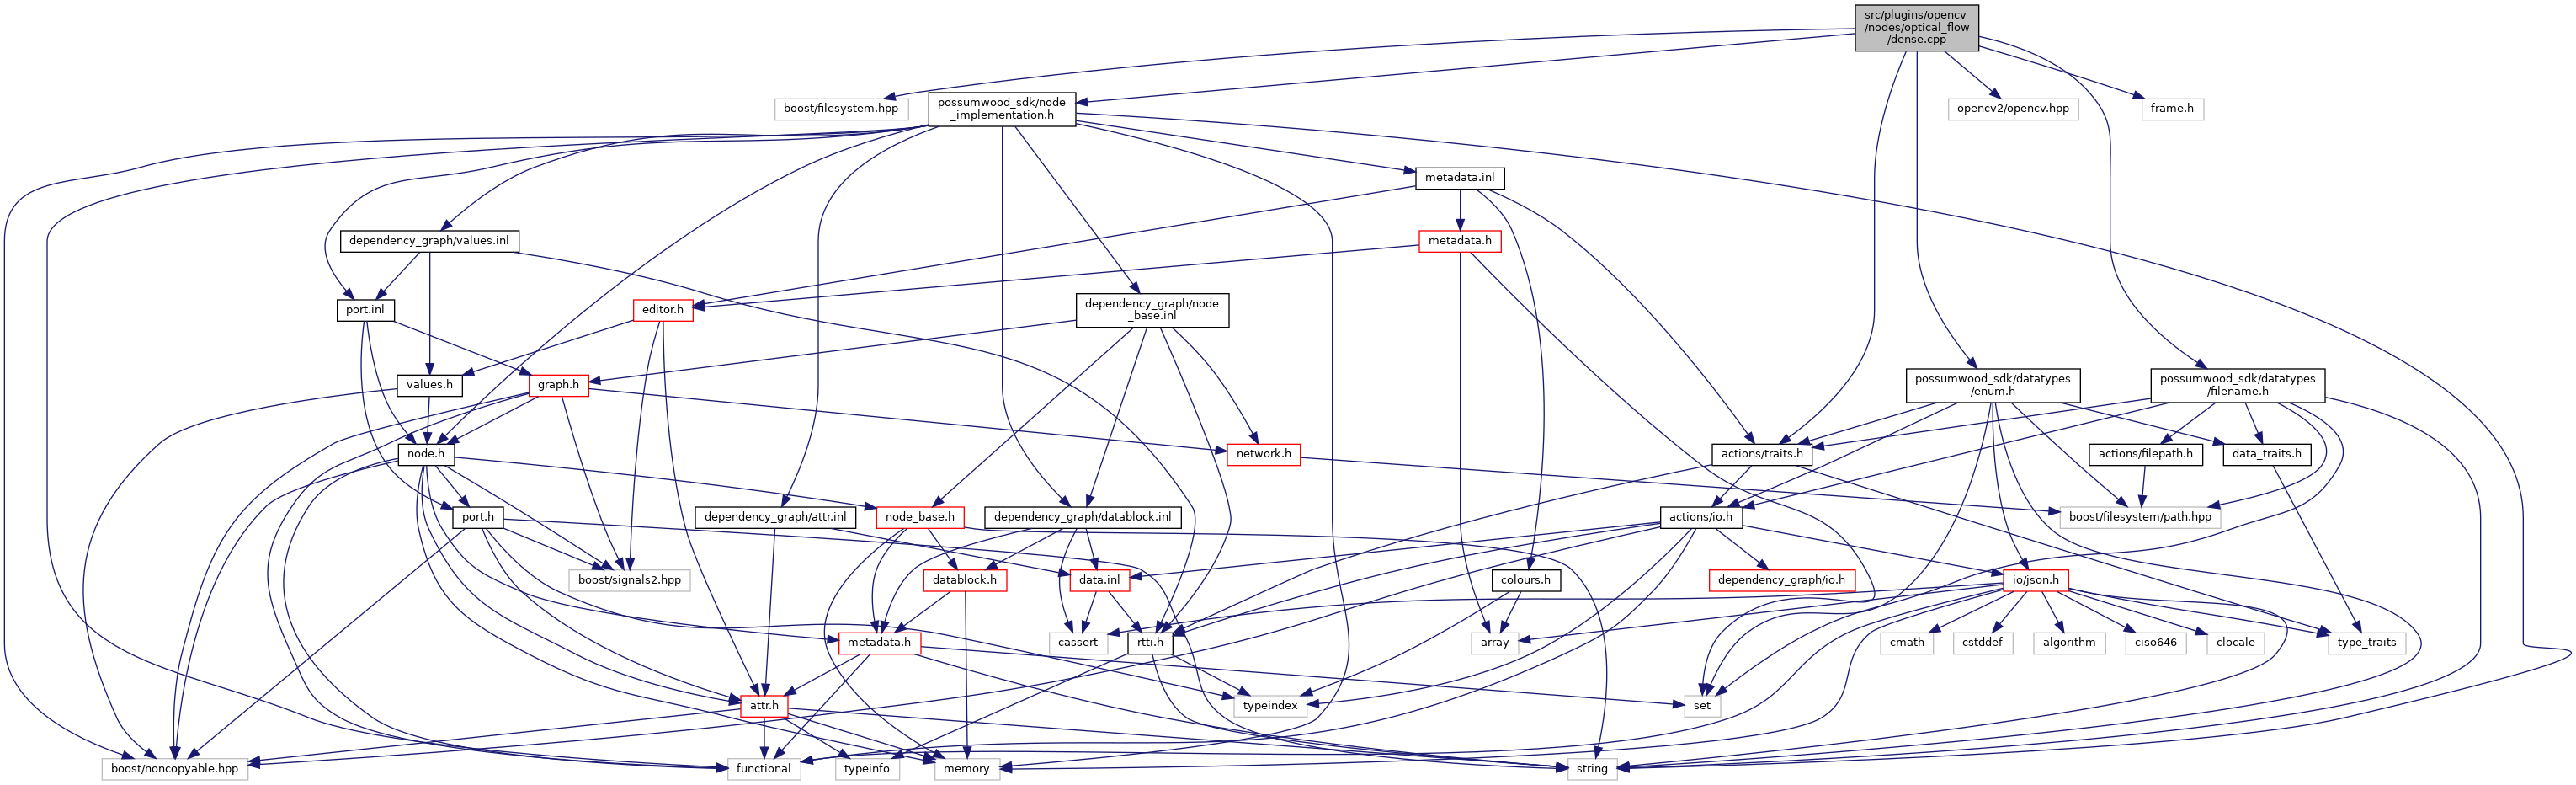 src/plugins/opencv
/nodes/optical_flow
/dense.cpp
boost/filesystem.hpp
possumwood_sdk/node
_implementation.h
opencv2/opencv.hpp
frame.h
metadata.inl
dependency_graph/values.inl
metadata.h
port.inl
editor.h
dependency_graph/node
_base.inl
values.h
graph.h
possumwood_sdk/datatypes
/enum.h
possumwood_sdk/datatypes
/filename.h
node.h
network.h
actions/traits.h
actions/filepath.h
data_traits.h
port.h
dependency_graph/attr.inl
node_base.h
dependency_graph/datablock.inl
actions/io.h
boost/filesystem/path.hpp
boost/signals2.hpp
datablock.h
data.inl
colours.h
dependency_graph/io.h
io/json.h
metadata.h
cassert
rtti.h
array
cmath
cstddef
algorithm
ciso646
clocale
type_traits
attr.h
typeindex
set
boost/noncopyable.hpp
functional
typeinfo
memory
string